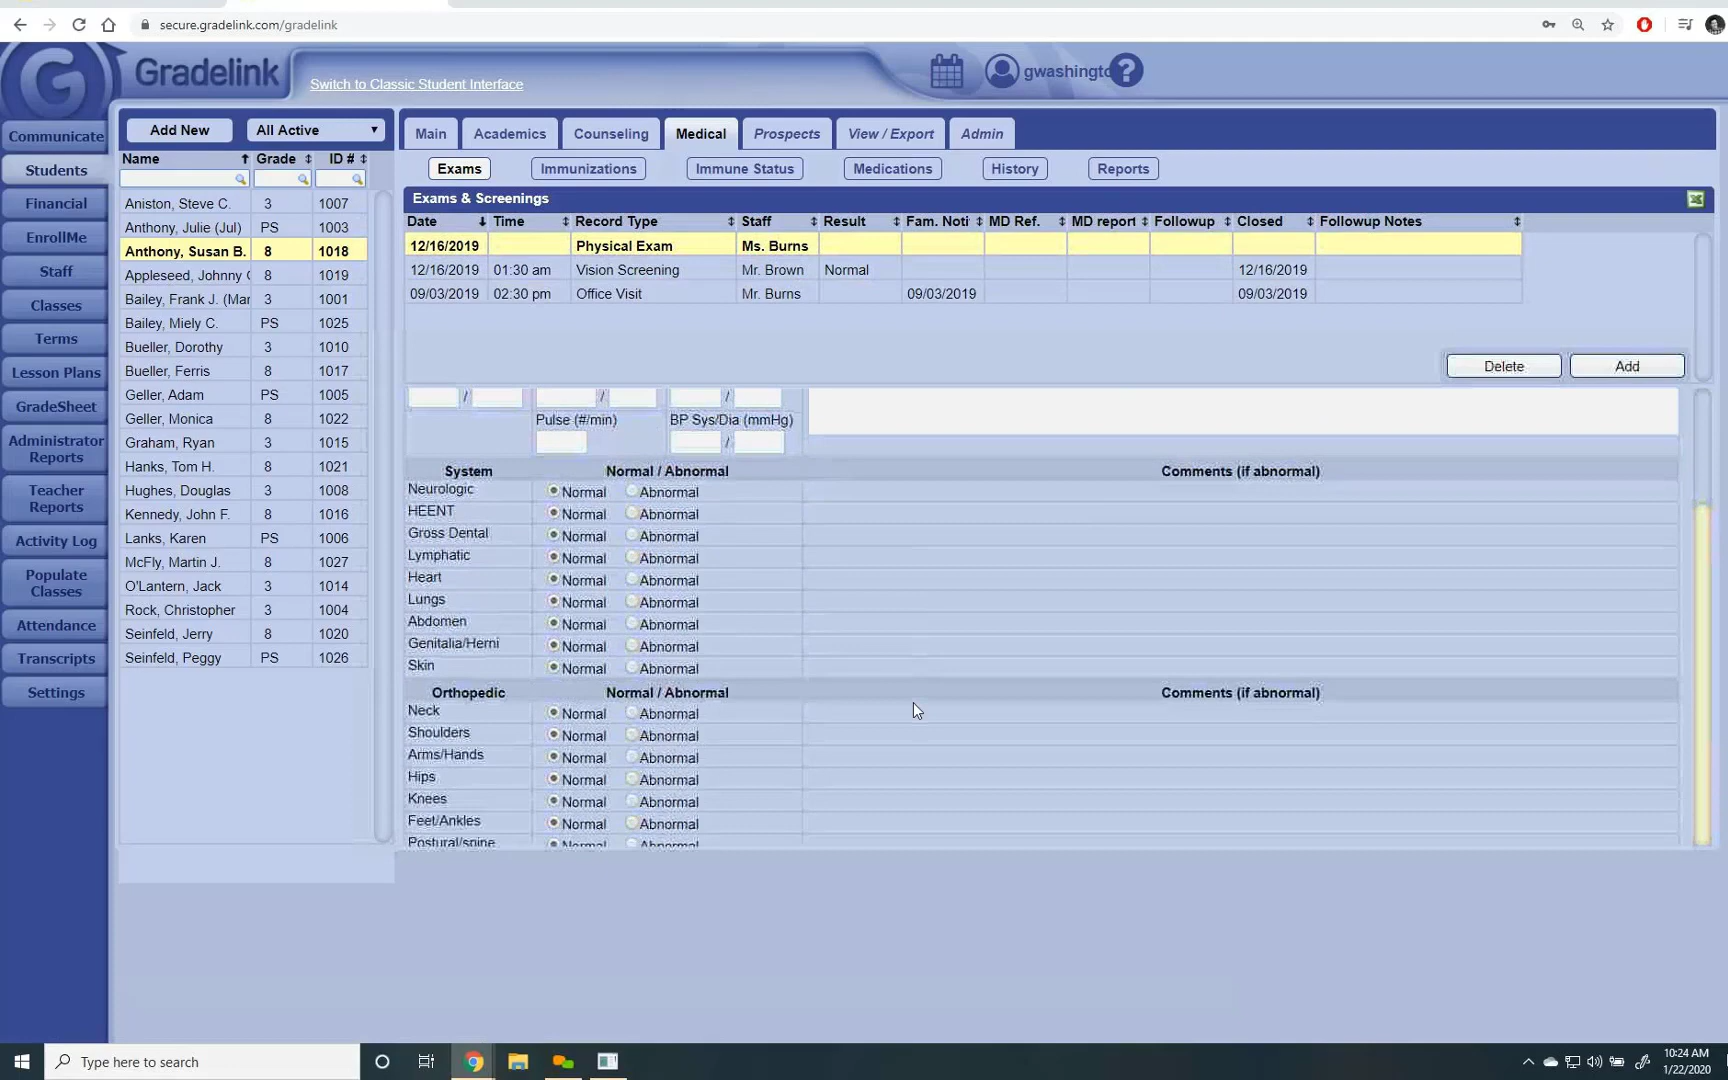 secure.gradelink.com/gradelink
Gradelink
Switch to Classic Student Interface
gwashingto
?
Communicate
Students
Financial
EnrollMe
Staff
Classes
Terms
Lesson Plans
GradeSheet
Administrator
Reports
Teacher
Reports
Activity Log
Populate
Classes
Attendance
Transcripts
Settings
Add New All Active
Name Grade ID #
Aniston, Steve C. 3 1007
Anthony, Julie (Jul) PS 1003
Anthony, Susan B. 8 1018
Appleseed, Johnny ( 8 1019
Bailey, Frank J. (Mar 3 1001
Bailey, Miely C. PS 1025
Bueller, Dorothy 3 1010
Bueller, Ferris 8 1017
Geller, Adam PS 1005
Geller, Monica 8 1022
Graham, Ryan 3 1015
Hanks, Tom H. 8 1021
Hughes, Douglas 3 1008
Kennedy, John F. 8 1016
Lanks, Karen PS 1006
McFly, Martin J. 8 1027
O'Lantern, Jack 3 1014
Rock, Christopher 3 1004
Seinfeld, Jerry 8 1020
Seinfeld, Peggy PS 1026
Main Academics Counseling Medical Prospects View / Export Admin
Exams Immunizations Immune Status Medications History Reports
Exams & Screenings
Date Time Record Type Staff Result Fam. Noti MD Ref. MD report Followup Closed Followup Notes
12/16/2019 Physical Exam Ms. Burns
12/16/2019 01:30 am Vision Screening Mr. Brown Normal 12/16/2019
09/03/2019 02:30 pm Office Visit Mr. Burns 09/03/2019 09/03/2019
Delete Add
/ / /
Pulse (#/min) BP Sys/Dia (mmHg)
/
System Normal / Abnormal Comments (if abnormal)
Neurologic Normal Abnormal
HEENT Normal Abnormal
Gross Dental Normal Abnormal
Lymphatic Normal Abnormal
Heart Normal Abnormal
Lungs Normal Abnormal
Abdomen Normal Abnormal
Genitalia/Herni Normal Abnormal
Skin Normal Abnormal
Orthopedic Normal / Abnormal Comments (if abnormal)
Neck Normal Abnormal
Shoulders Normal Abnormal
Arms/Hands Normal Abnormal
Hips Normal Abnormal
Knees Normal Abnormal
Feet/Ankles Normal Abnormal
Postural/spine Normal Abnormal
Type here to search
10:24 AM
1/22/2020